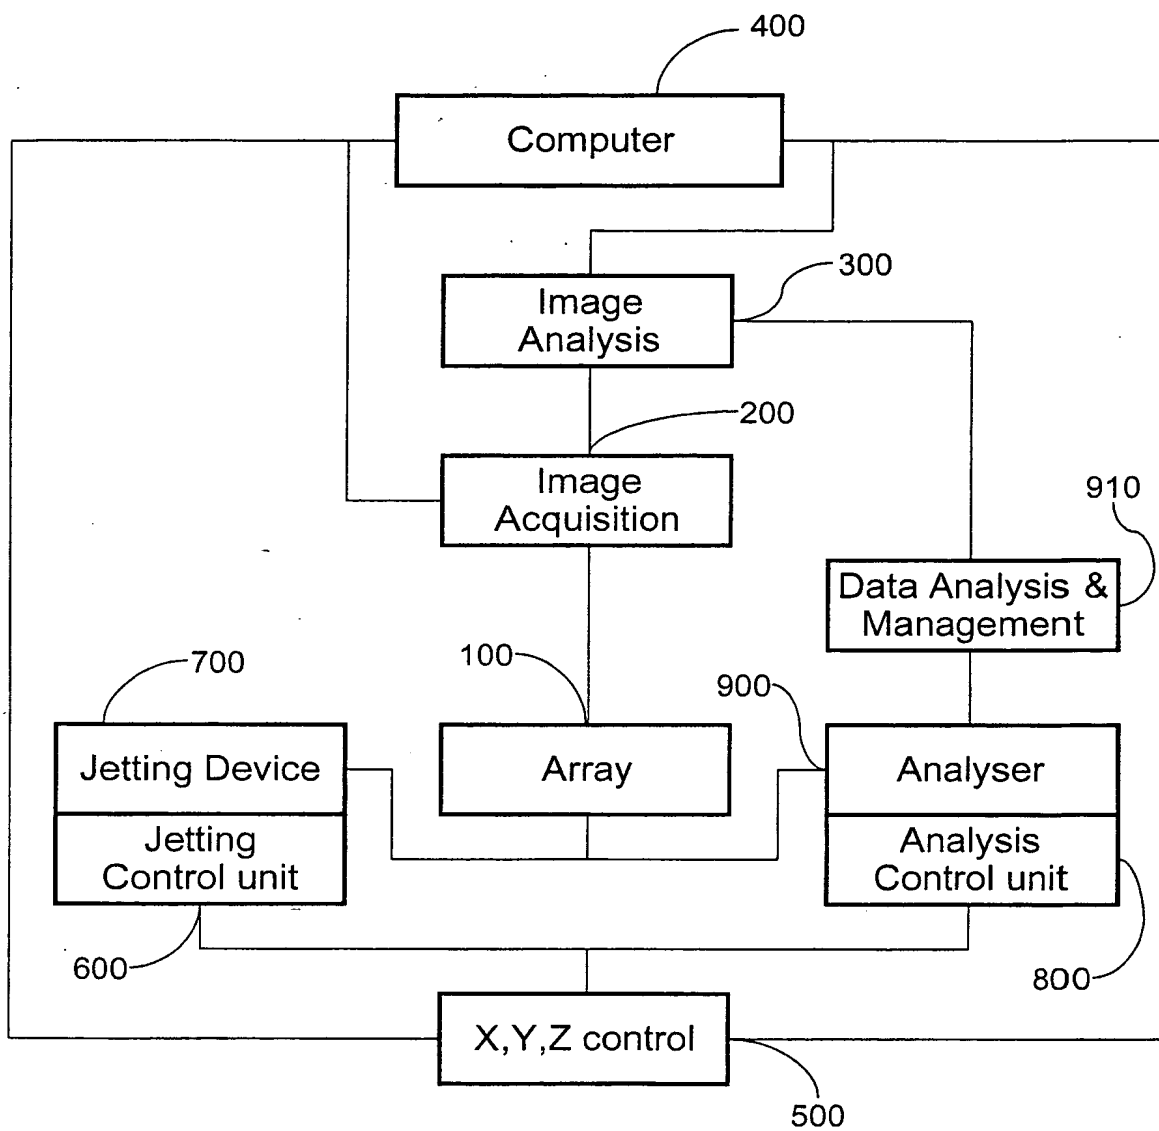 400
Computer
300
Image
Analysis
200
Image
Acquisition
910
Data Analysis &
Management
700
100
900
Jetting Device
Array
Analyser
Jetting
Control unit
Analysis
Control unit
600
800
X,Y,Z control
500